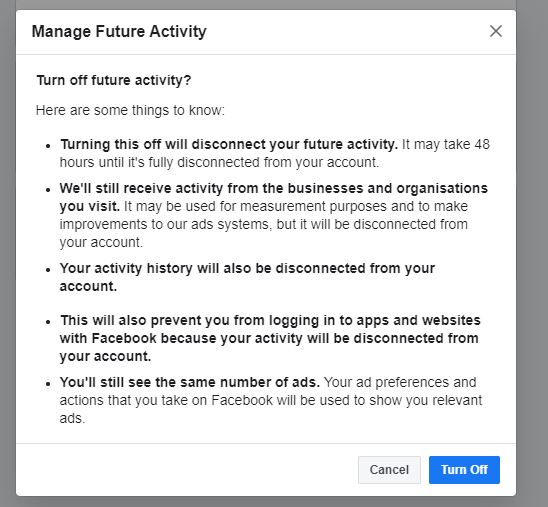 Manage Future Activity
Turn off future activity?
Here are some things to know:
• Turning this off will disconnect your future activity. It may take 48
hours until it's fully disconnected from your account.
• We'll still receive activity from the businesses and organisations
you visit. It may be used for measurement purposes and to make
improvements to our ads systems, but it will be disconnected from
your account.
• Your activity history will also be disconnected from your
account.
• This will also prevent you from logging in to apps and websites
with Facebook because your activity will be disconnected from
your account.
• You'll still see the same number of ads. Your ad preferences and
actions that you take on Facebook will be used to show you relevant
ads.
Cancel Turn Off